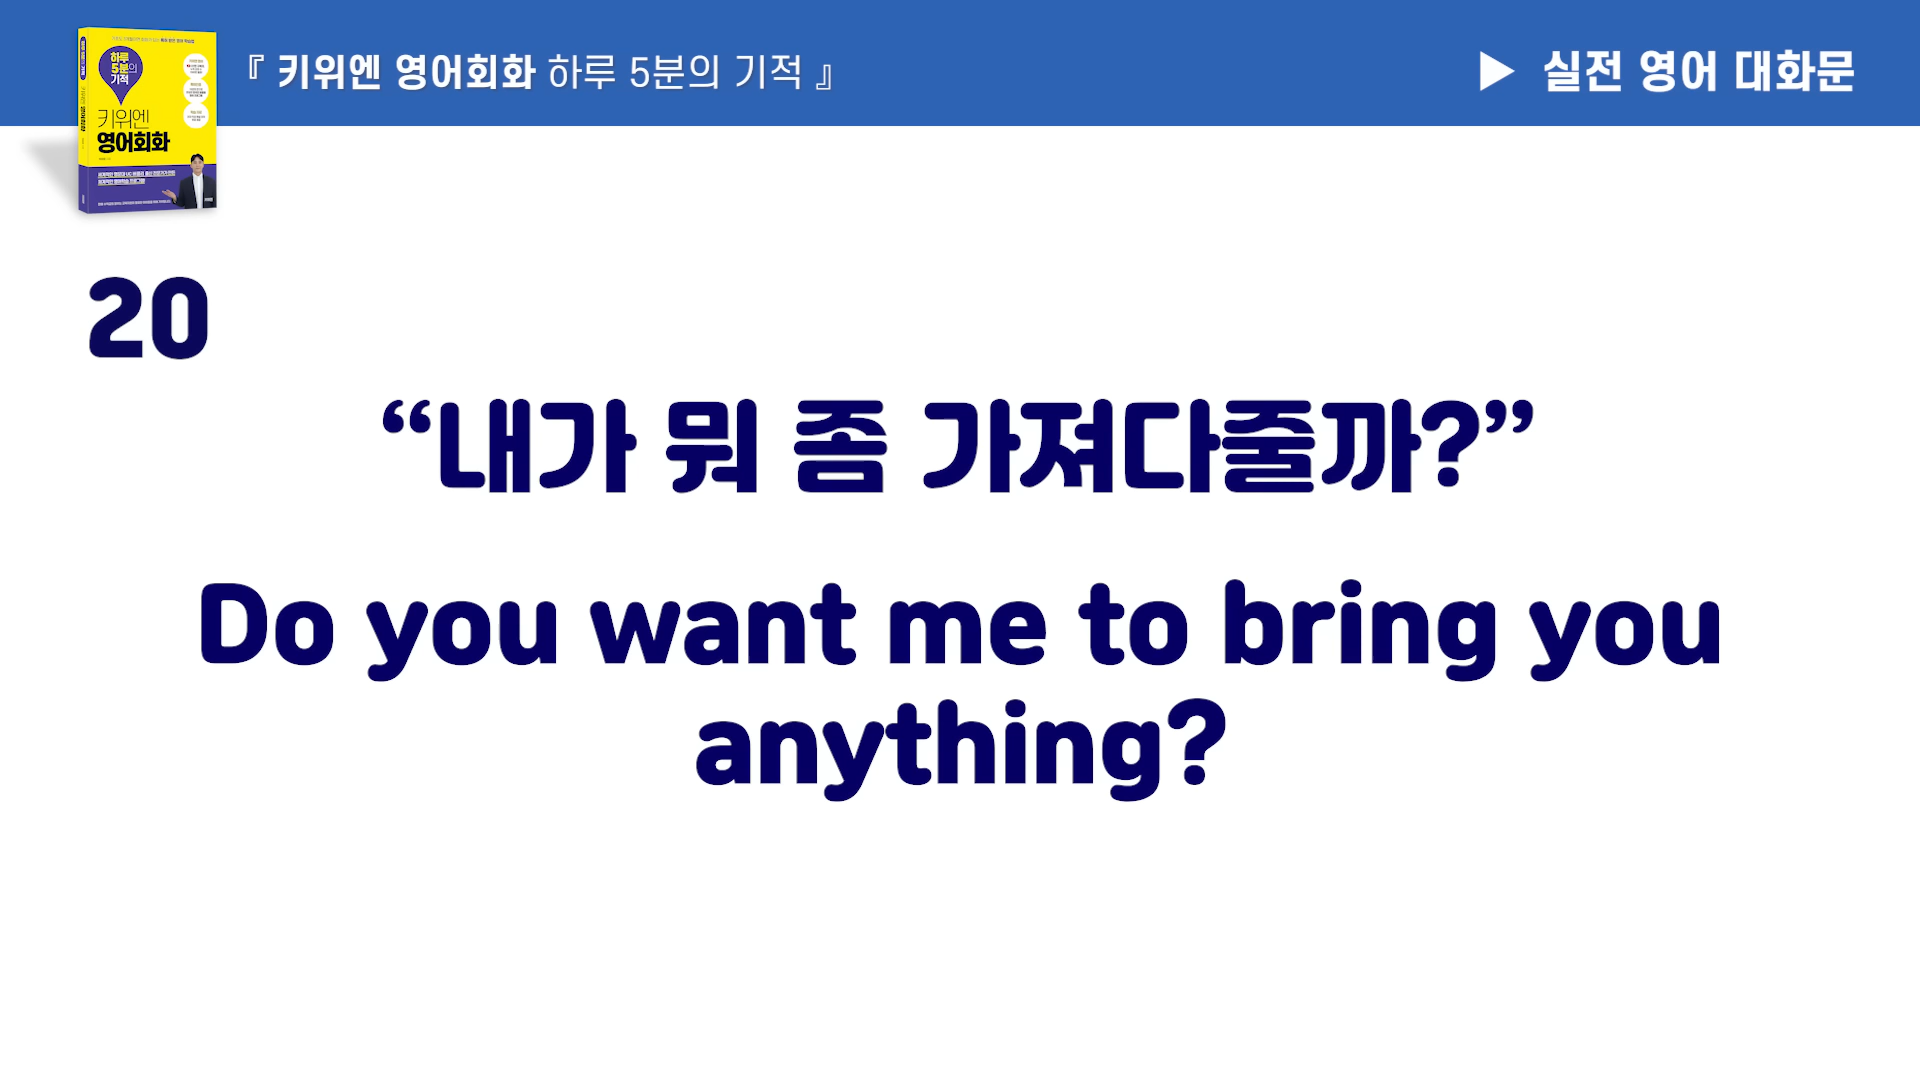 『 키위엔 영어회화 하루 5분의 기적 』
▶ 실전 영어 대화문
하루
5분의
기적
키위엔
영어회화
20
“내가 뭐 좀 가져다줄까?”
Do you want me to bring you
anything?